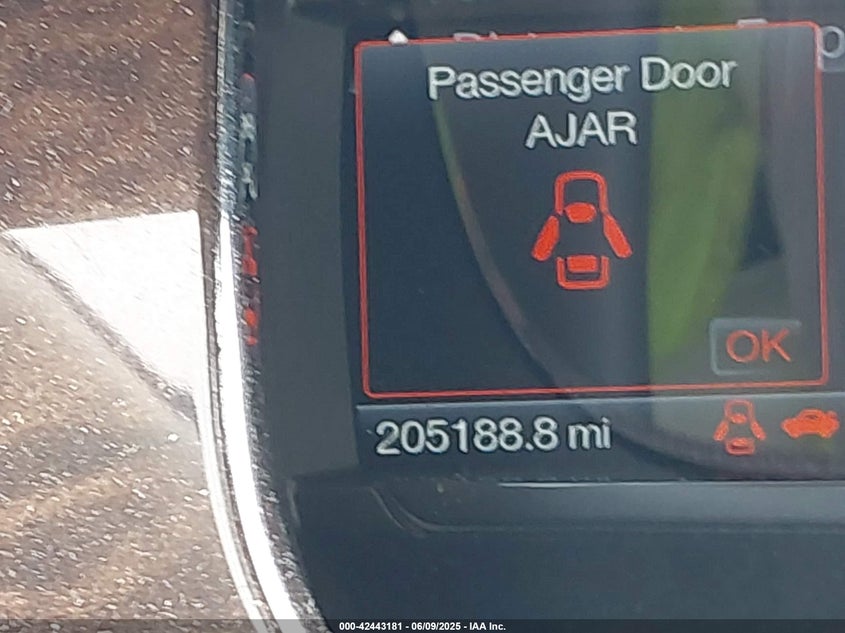 Passenger Door
AJAR
OK
205188.8 mi
000-42443181 - 06/09/2025 - IAA Inc.